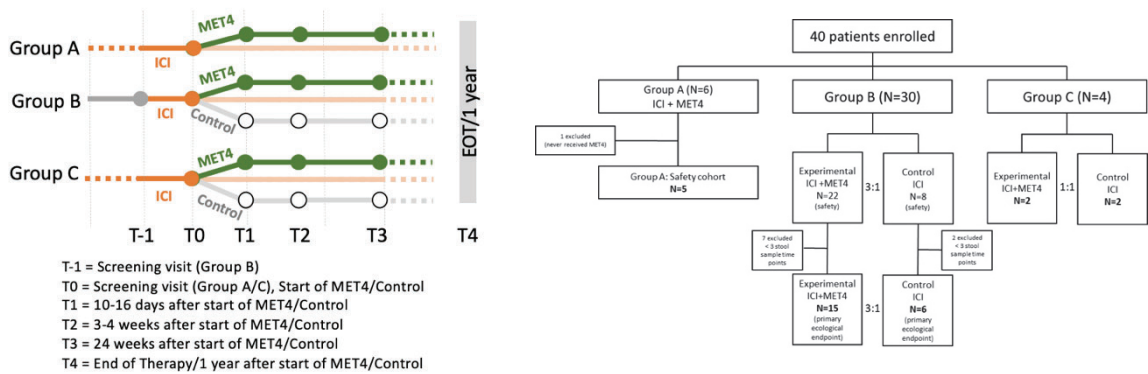 Group A
ICI
MET4
Group B
ICI
MET4
Control
Group C
ICI
MET4
Control
EOT/1 year
T-1 T0 T1 T2 T3 T4
T-1 = Screening visit (Group B)
T0 = Screening visit (Group A/C), Start of MET4/Control
T1 = 10-16 days after start of MET4/Control
T2 = 3-4 weeks after start of MET4/Control
T3 = 24 weeks after start of MET4/Control
T4 = End of Therapy/1 year after start of MET4/Control
40 patients enrolled
Group A (N=6)
ICI + MET4
1 excluded
(never received MET4)
Group A: Safety cohort
N=5
Group B (N=30)
Experimental
ICI +MET4
N=22
(safety)
3:1
Control
ICI
N=8
(safety)
7 excluded
< 3 stool
sample time
points
2 excluded
< 3 stool
sample time
points
Experimental
ICI+MET4
N=15
(primary
ecological
endpoint)
3:1
Control
ICI
N=6
(primary
ecological
endpoint)
Group C (N=4)
Experimental
ICI+MET4
N=2
1:1
Control
ICI
N=2